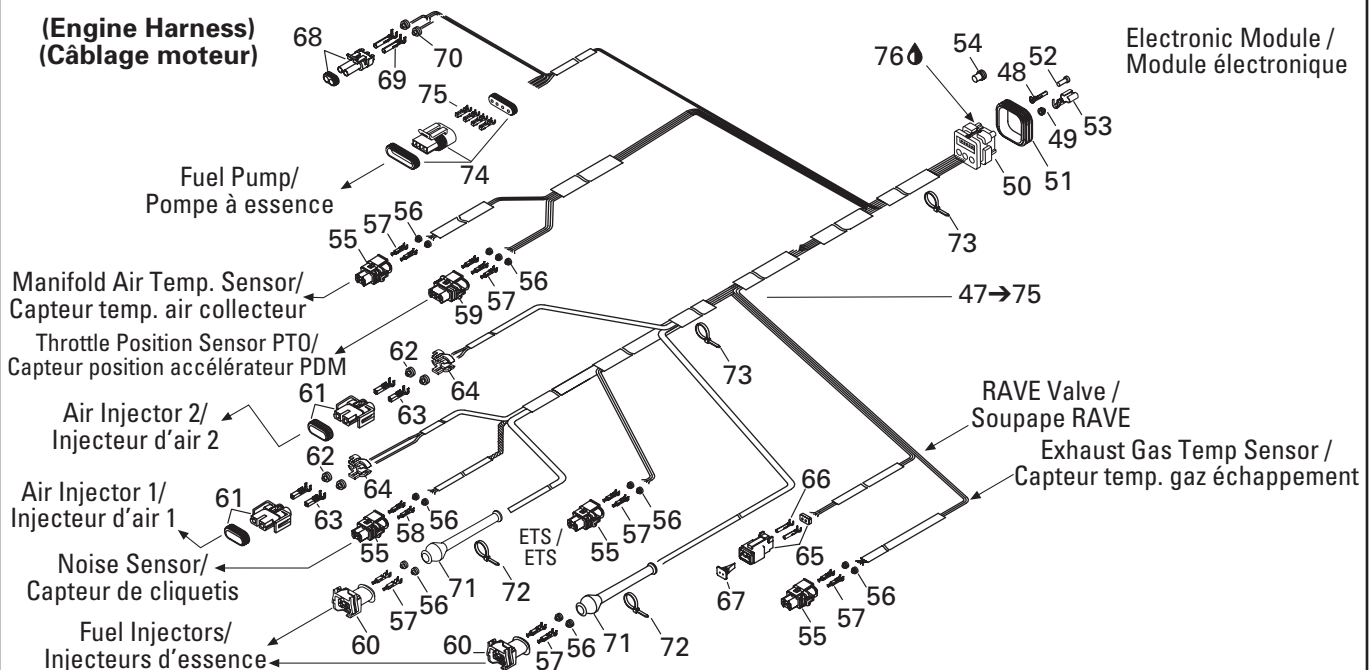 (Engine Harness)
(Câblage moteur)
68
69
70
75
74
76
54
52
48
49
53
50
51
Electronic Module /
Module électronique
Fuel Pump/
Pompe à essence
55
57
56
73
Manifold Air Temp. Sensor/
Capteur temp. air collecteur
59
57
56
47→75
Throttle Position Sensor PTO/
Capteur position accélérateur PDM
62
64
73
61
63
Air Injector 2/
Injecteur d'air 2
RAVE Valve /
Soupape RAVE
Exhaust Gas Temp Sensor /
Capteur temp. gaz échappement
62
64
61
63
Air Injector 1/
Injecteur d'air 1
55
58
56
ETS /
ETS
55
57
56
66
65
67
Noise Sensor/
Capteur de cliquetis
60
57
56
71
72
55
57
56
Fuel Injectors/
Injecteurs d'essence
60
57
56
71
72